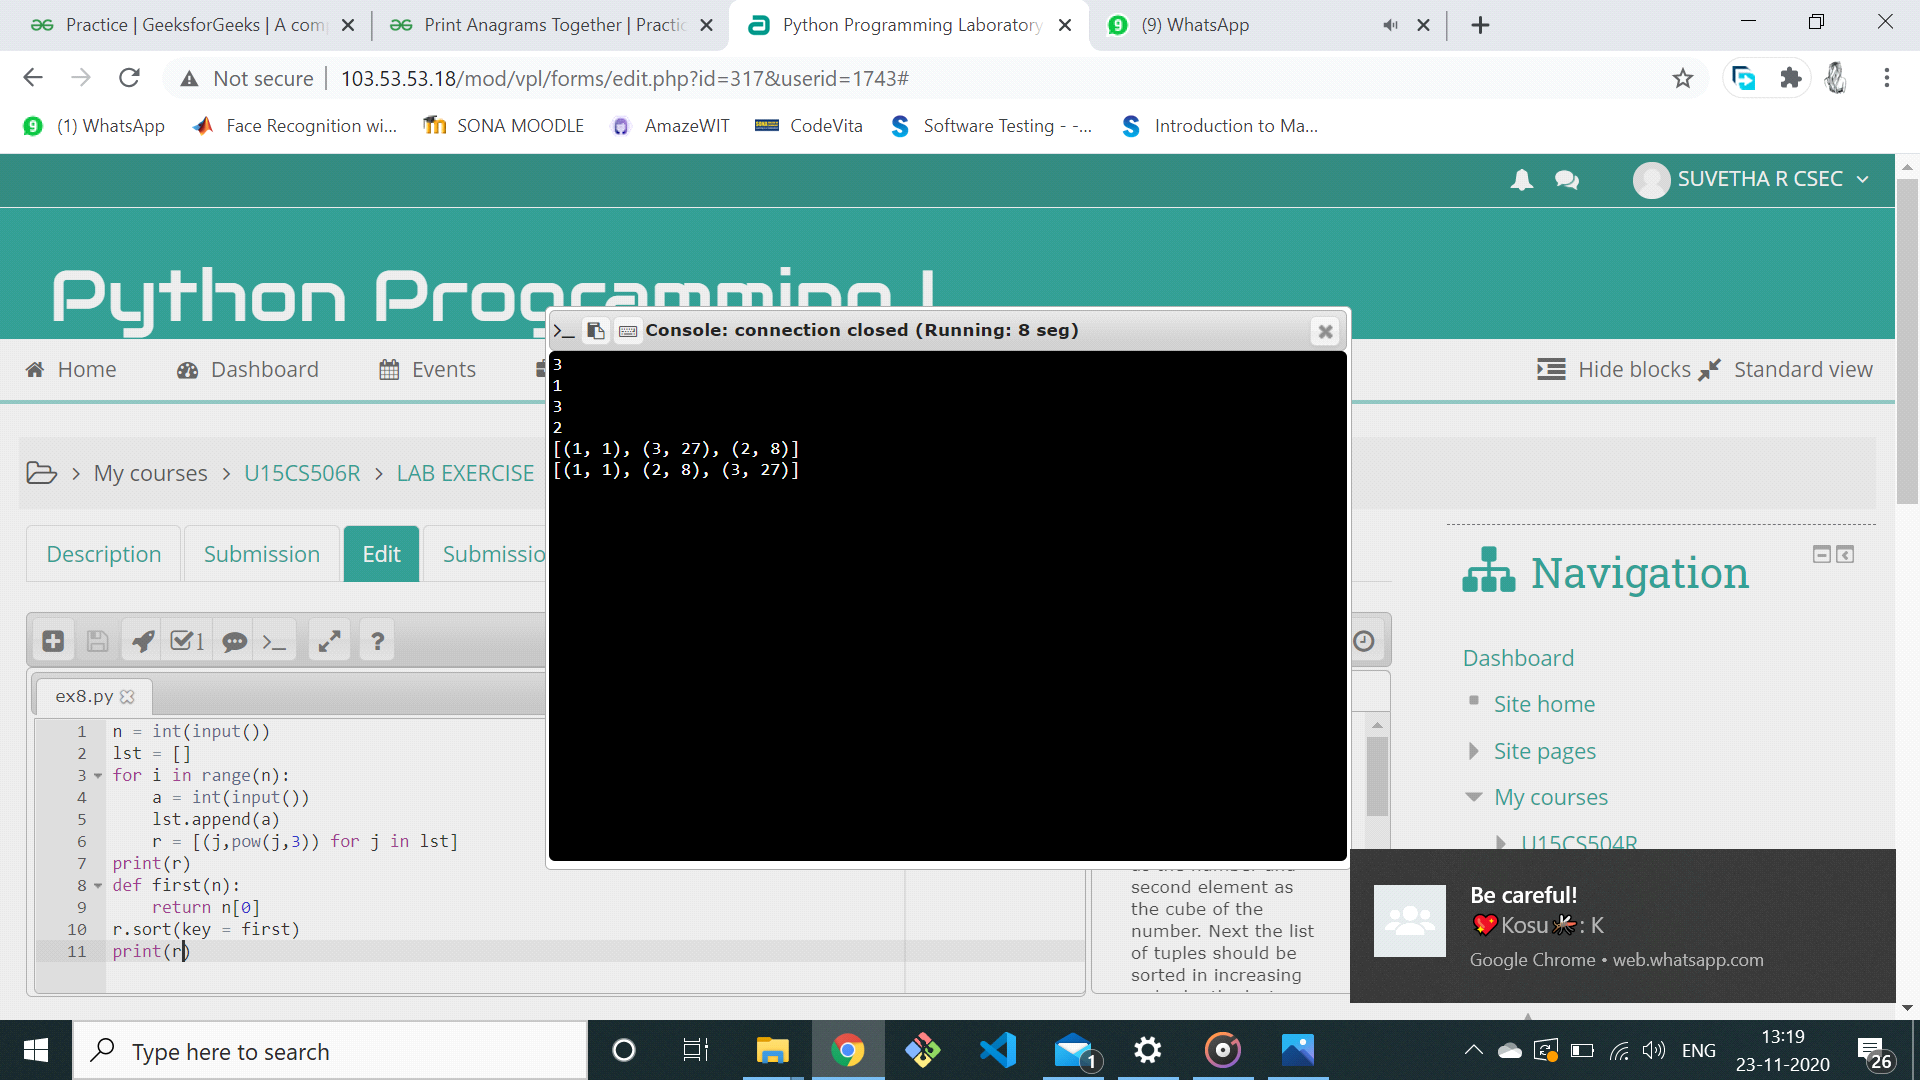 Practice | GeeksforGeeks | A com
Print Anagrams Together | Practic
Python Programming Laboratory
(9) WhatsApp
Not secure
103.53.53.18/mod/vpl/forms/edit.php?id=317&userid=1743#
(1) WhatsApp
Face Recognition wi...
SONA MOODLE
AmazeWIT
CodeVita
Software Testing - -...
Introduction to Ma...
SUVETHA R CSEC
Python Programming L
Home
Dashboard
Events
Hide blocks
Standard view
My courses
U15CS506R
LAB EXERCISE
Description
Submission
Edit
Submissio
Console: connection closed (Running: 8 seg)
3
1
3
2
[(1, 1), (3, 27), (2, 8)]
[(1, 1), (2, 8), (3, 27)]
ex8.py
1 n = int(input())
2 lst = []
3 for i in range(n):
4 a = int(input())
5 lst.append(a)
6 r = [(j,pow(j,3)) for j in lst]
7 print(r)
8 def first(n):
9 return n[0]
10 r.sort(key = first)
11 print(r)
second element as
the cube of the
number. Next the list
of tuples should be
sorted in increasing
Navigation
Dashboard
Site home
Site pages
My courses
U15CS504R
Be careful!
💖Kosu🦟: K
Google Chrome • web.whatsapp.com
Type here to search
1
ENG
13:19
23-11-2020
26